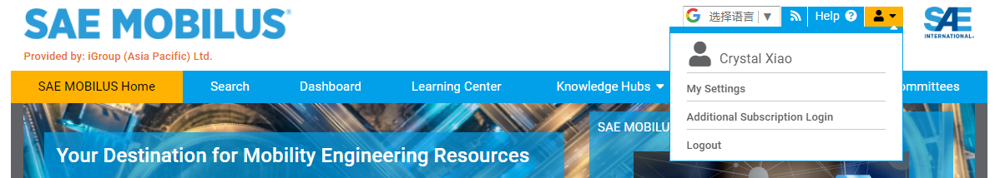 SAE MOBILUS®
选择语言 ▼
Help
SAE
INTERNATIONAL®
Provided by: iGroup (Asia Pacific) Ltd.
Crystal Xiao
SAE MOBILUS Home
Search
Dashboard
Learning Center
Knowledge Hubs
ommittees
My Settings
Additional Subscription Login
Logout
SAE MOBILU
Your Destination for Mobility Engineering Resources